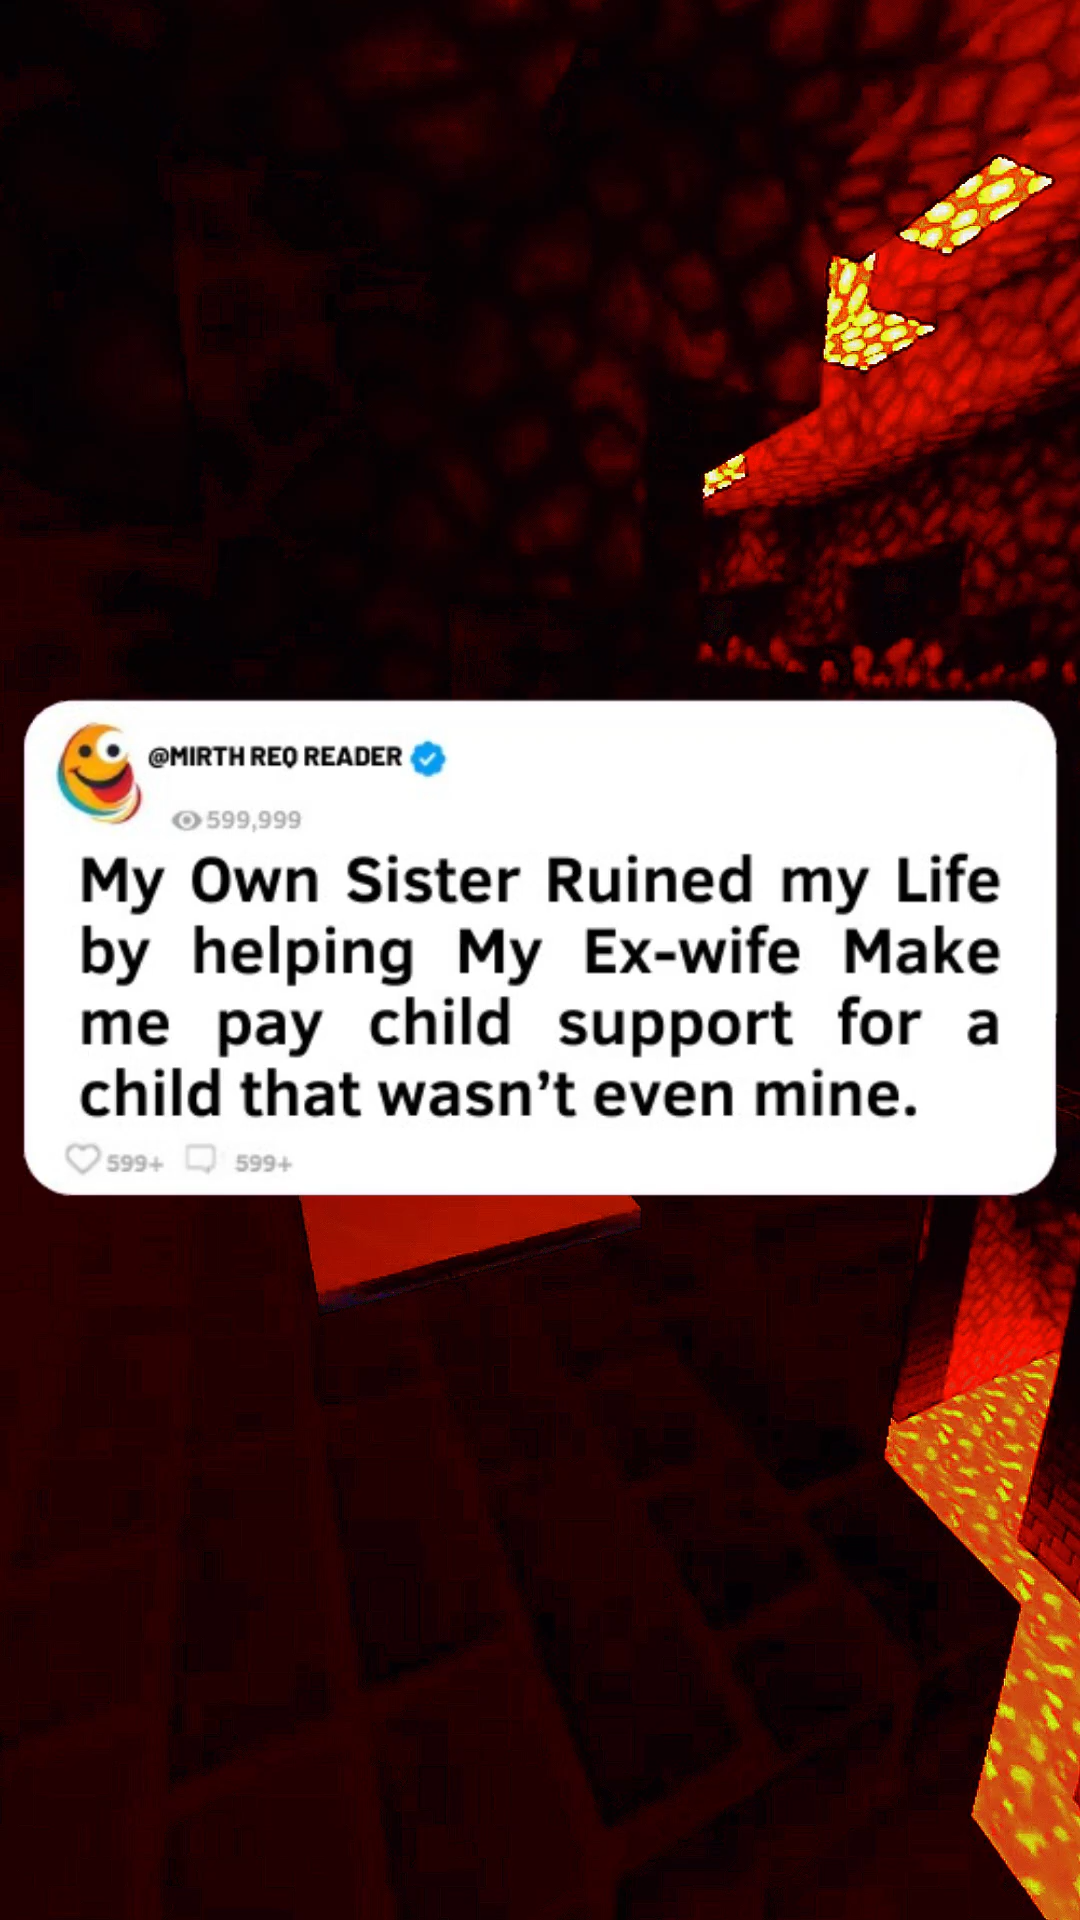 @MIRTH REQ READER
599,999
My Own Sister Ruined my Life
by helping My Ex-wife Make
me pay child support for a
child that wasn’t even mine.
599+ 599+